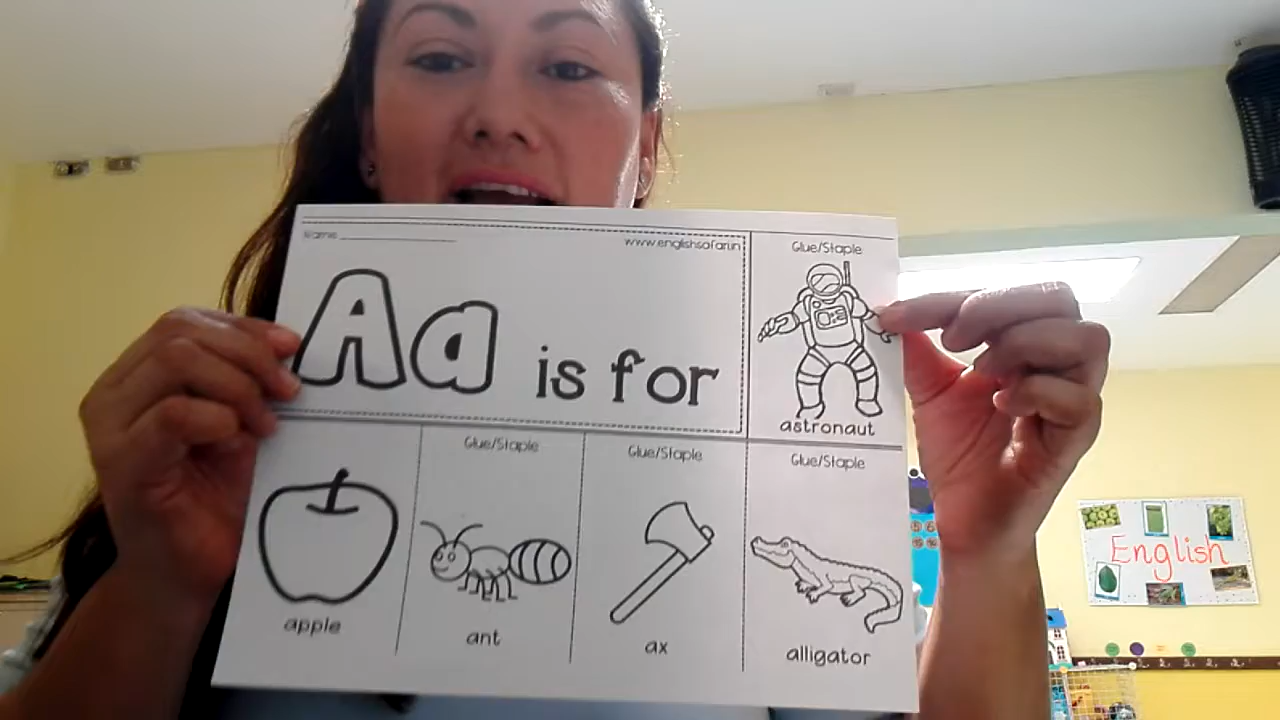 Name
www.englishsafari.in
Aa is for
Glue/Staple
astronaut
apple
Glue/Staple
ant
Glue/Staple
ax
Glue/Staple
alligator
English